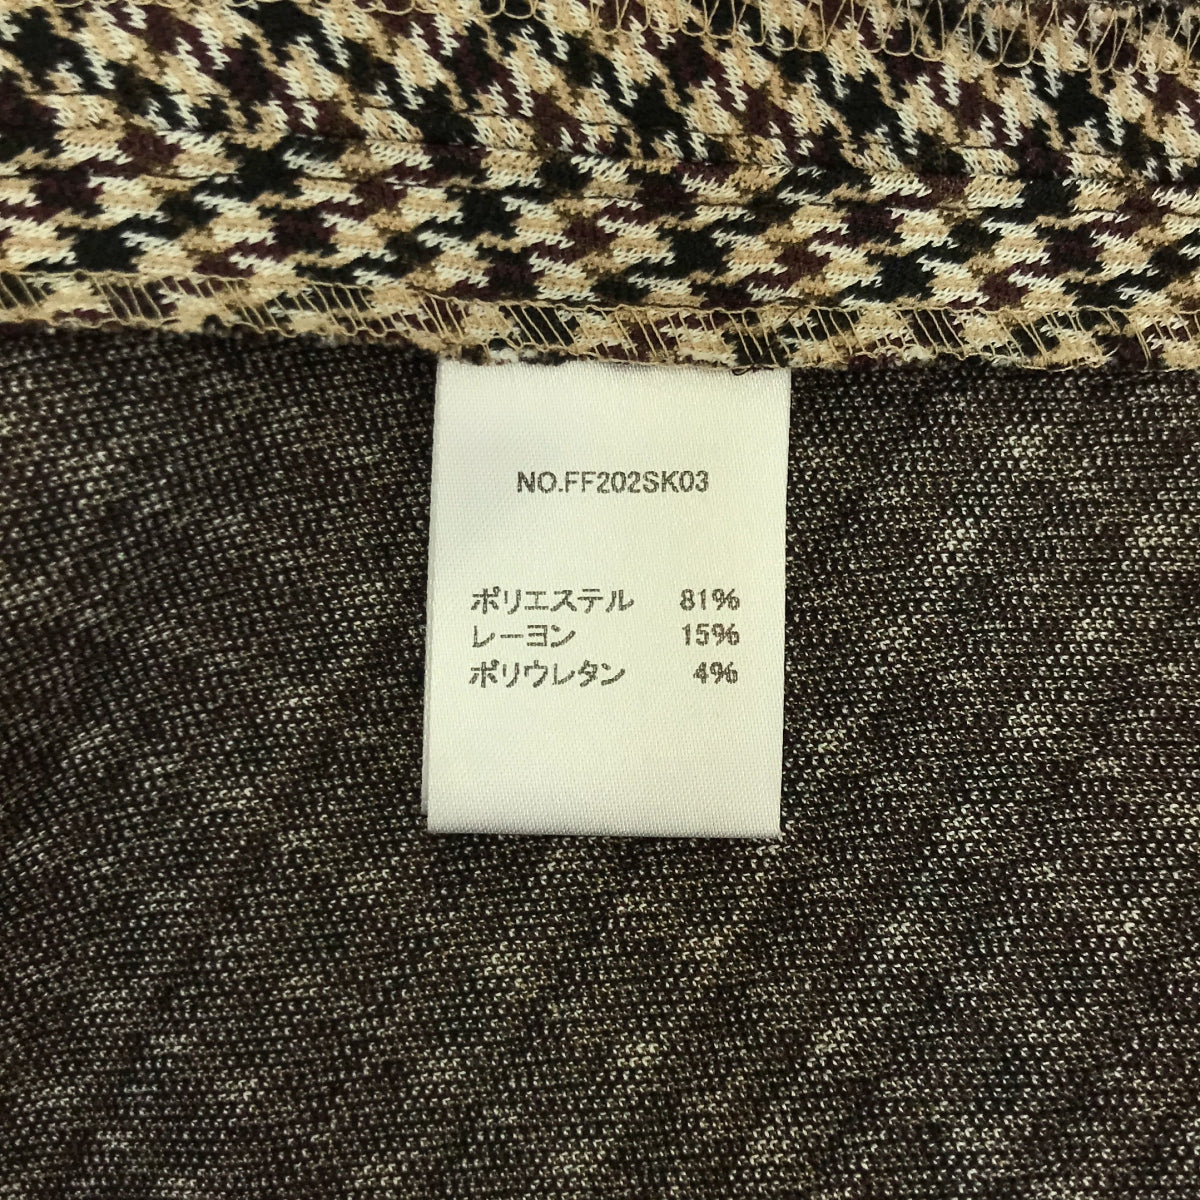 NO.FF202SK03
ポリエステル 81%
レーヨン 15%
ポリウレタン 4%